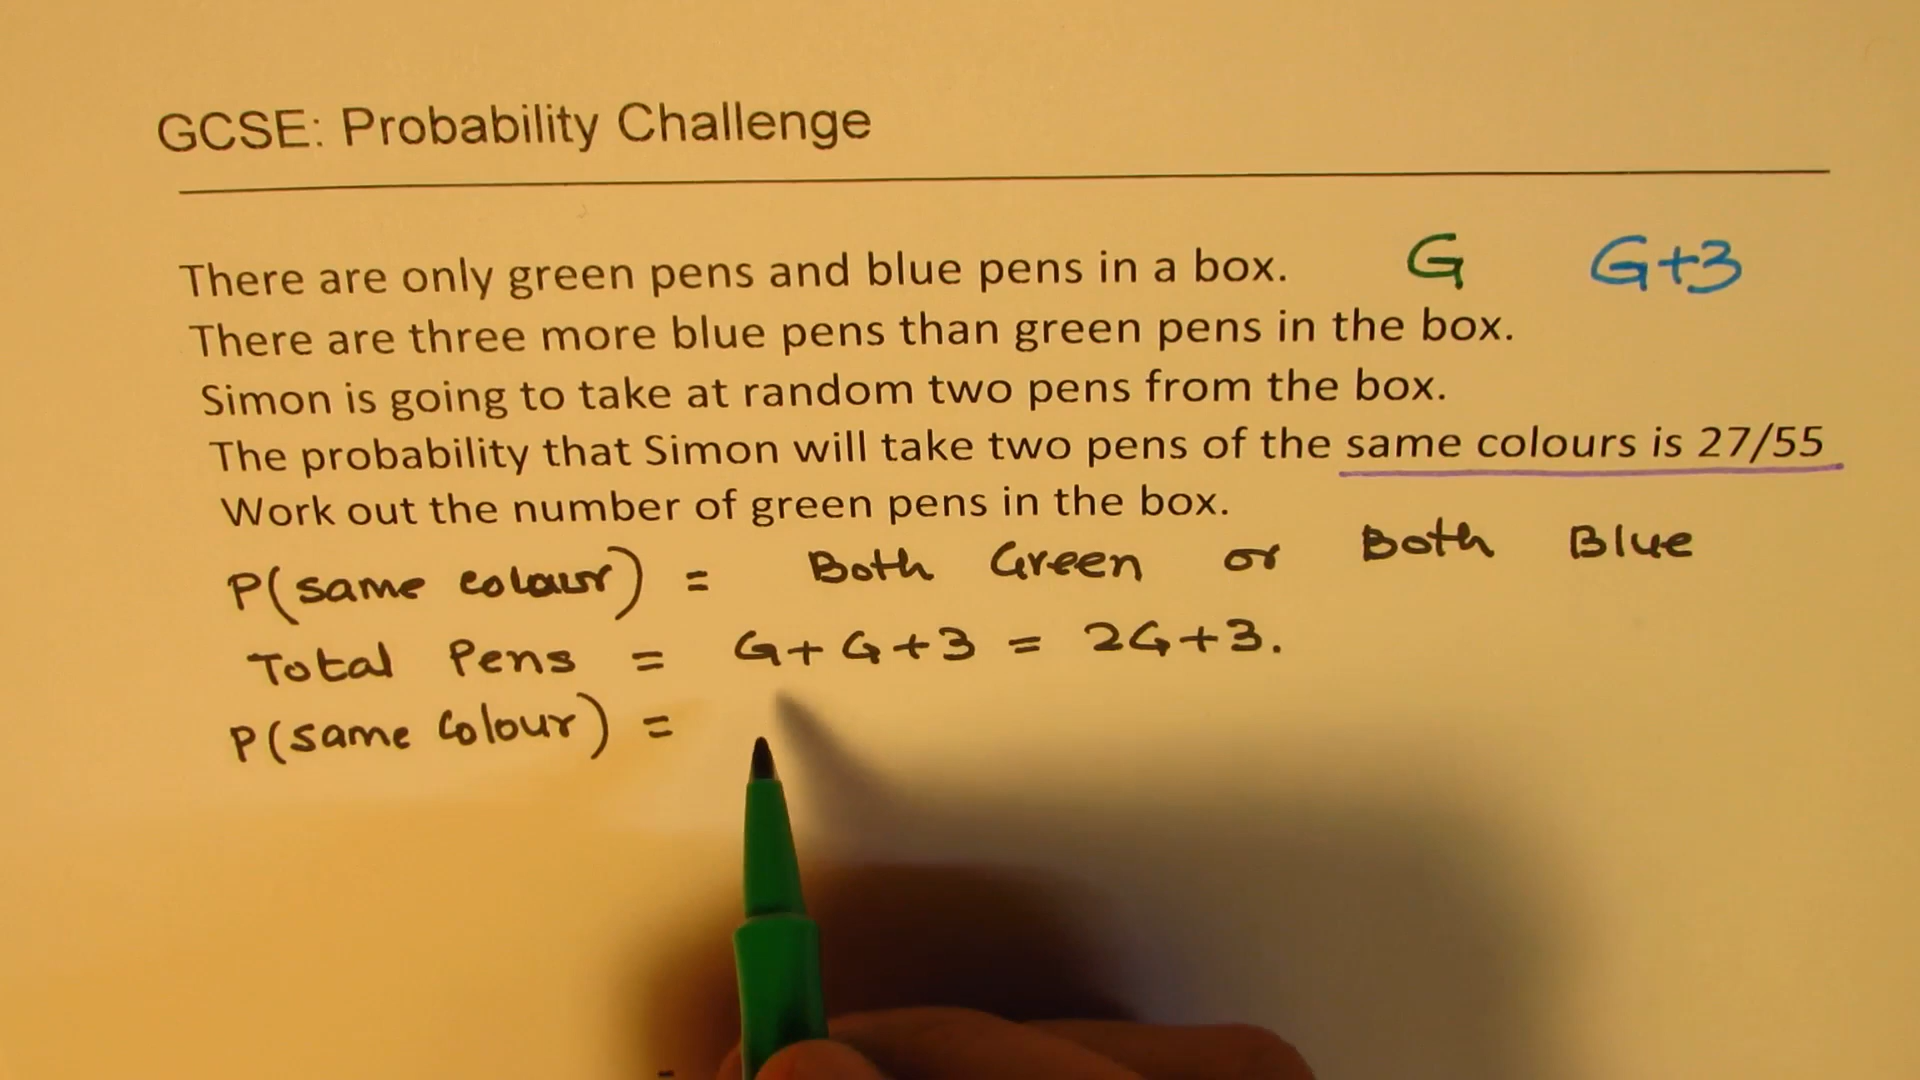 GCSE: Probability Challenge
There are only green pens and blue pens in a box. G G+3
There are three more blue pens than green pens in the box.
Simon is going to take at random two pens from the box.
The probability that Simon will take two pens of the same colours is 27/55
Work out the number of green pens in the box.
P(same colour) = Both Green or Both Blue
Total Pens = G+G+3 = 2G+3.
P(same colour) =